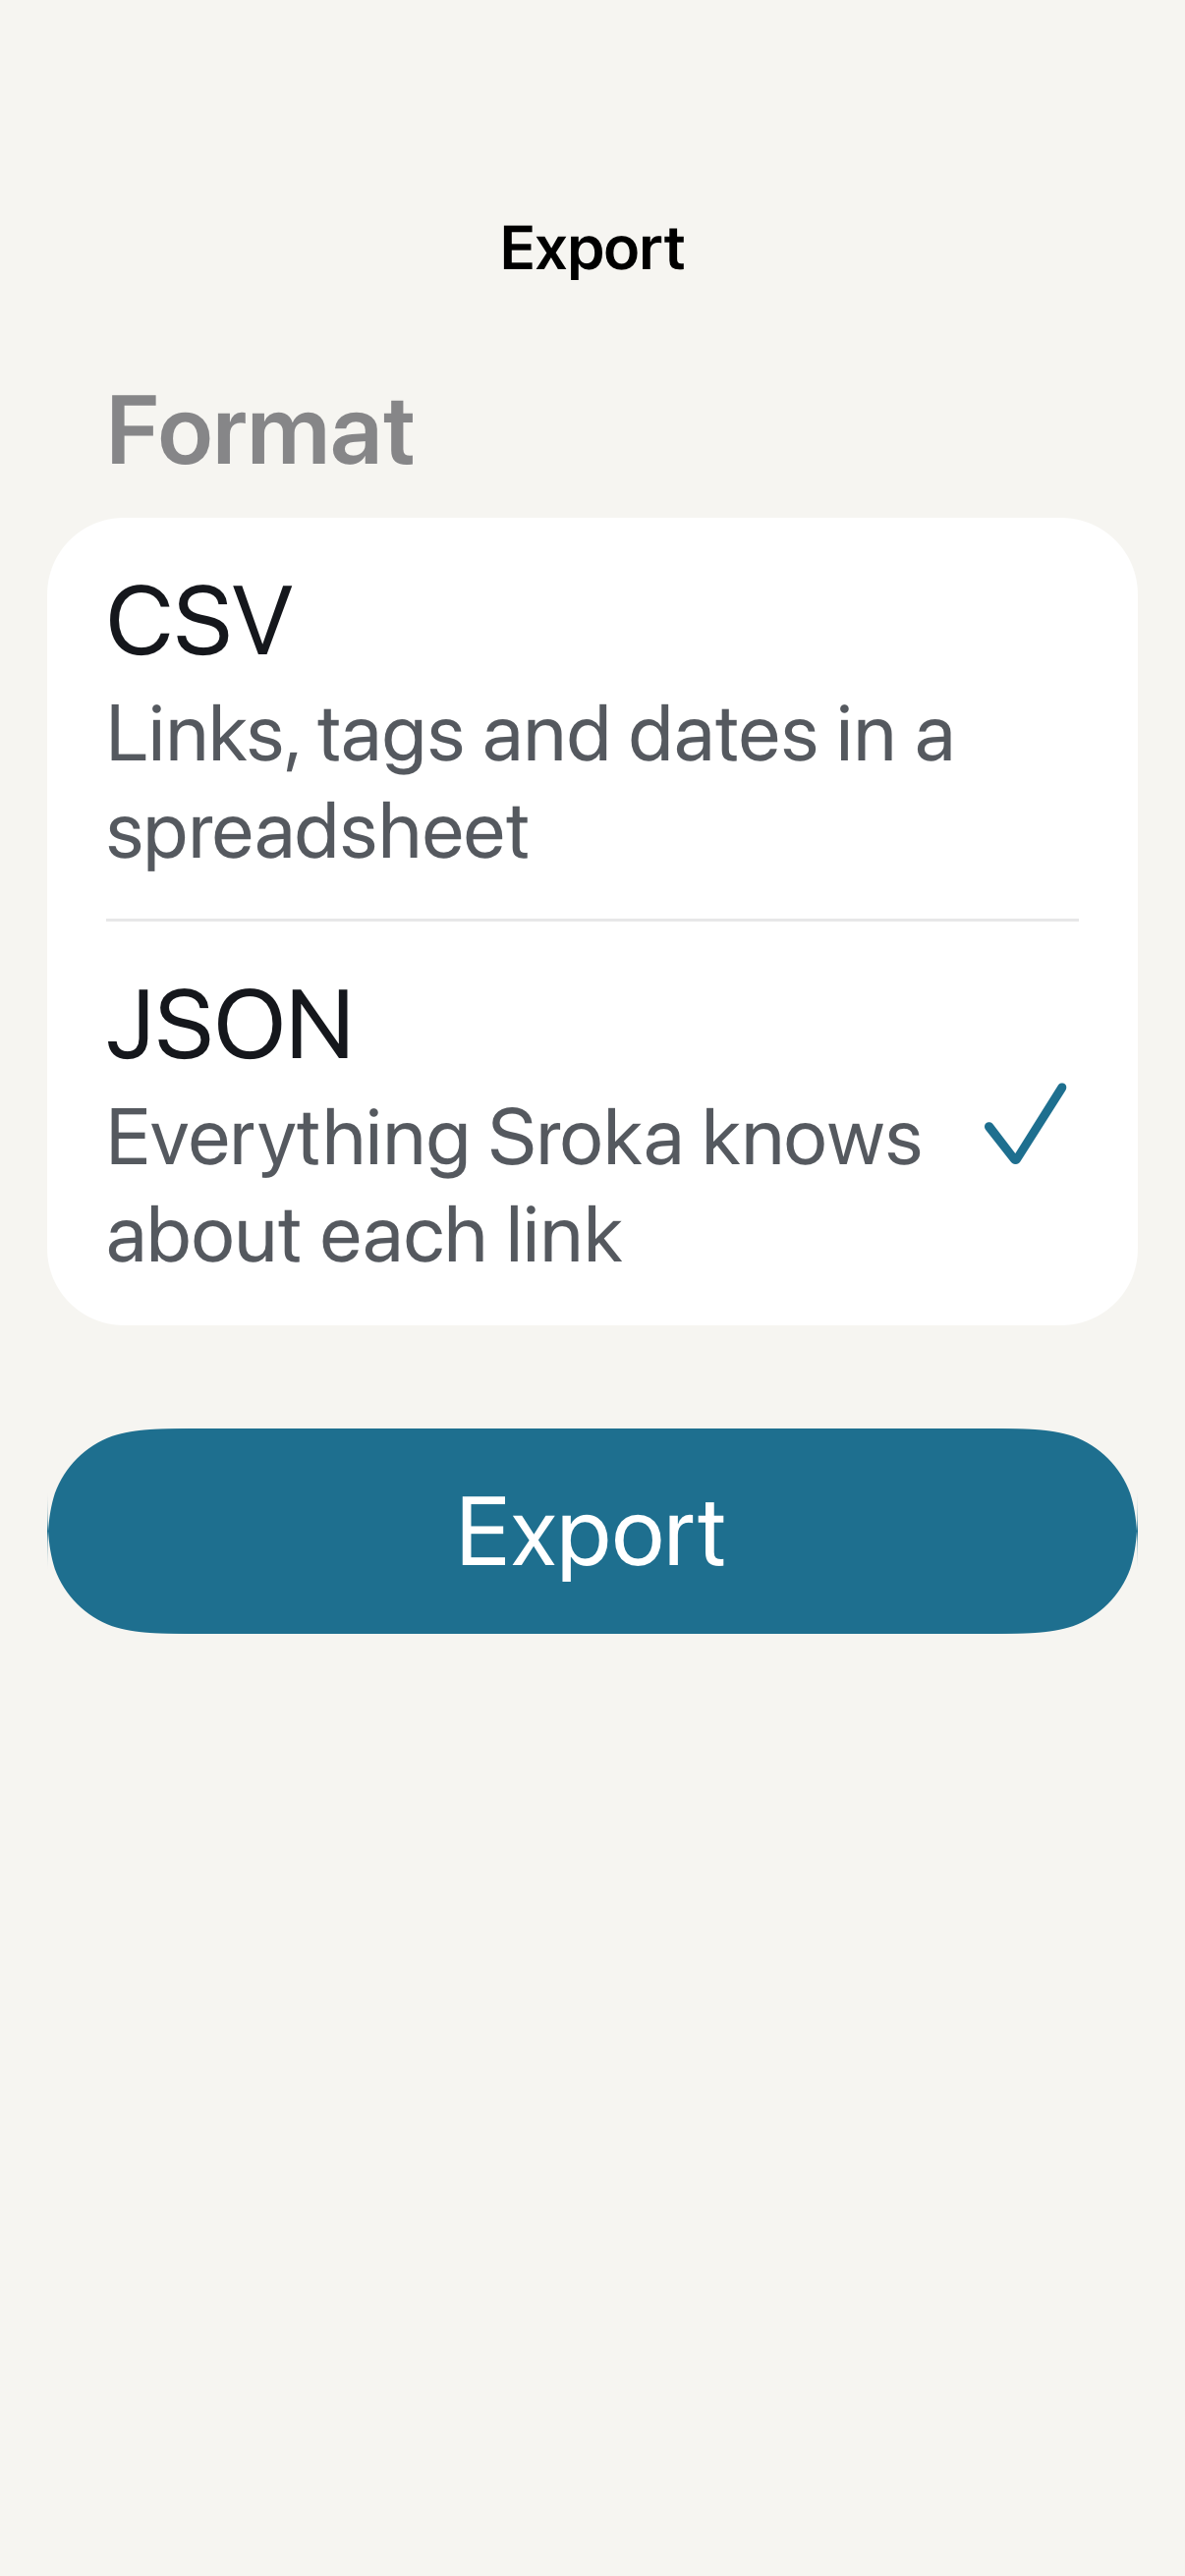 Export
Format
CSV
Links, tags and dates in a
spreadsheet
JSON
Everything Sroka knows
about each link
Export